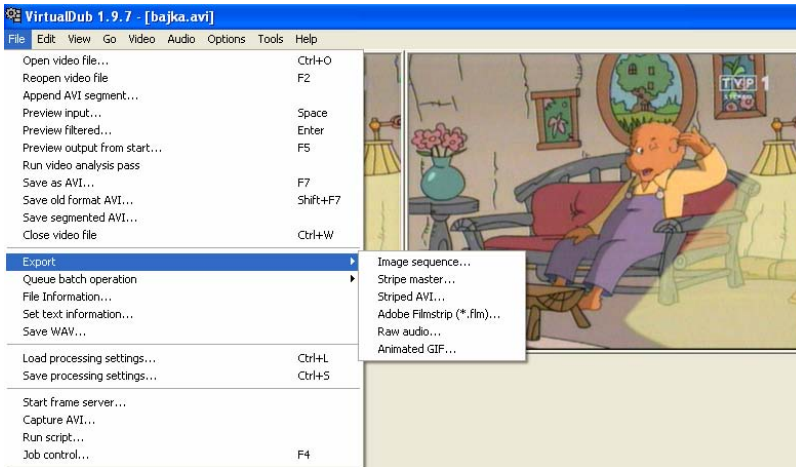 VirtualDub 1.9.7 - [bajka.avi]
File Edit View Go Video Audio Options Tools Help
Open video file... Ctrl+O
Reopen video file F2
Append AVI segment...
Preview input... Space
Preview filtered... Enter
Preview output from start... F5
Run video analysis pass
Save as AVI... F7
Save old format AVI... Shift+F7
Save segmented AVI...
Close video file Ctrl+W
Export
Queue batch operation
File Information...
Set text information...
Save WAV...
Load processing settings... Ctrl+L
Save processing settings... Ctrl+S
Start frame server...
Capture AVI...
Run script...
Job control... F4
Image sequence...
Stripe master...
Striped AVI...
Adobe Filmstrip (*.flm)...
Raw audio...
Animated GIF...
TVP 1